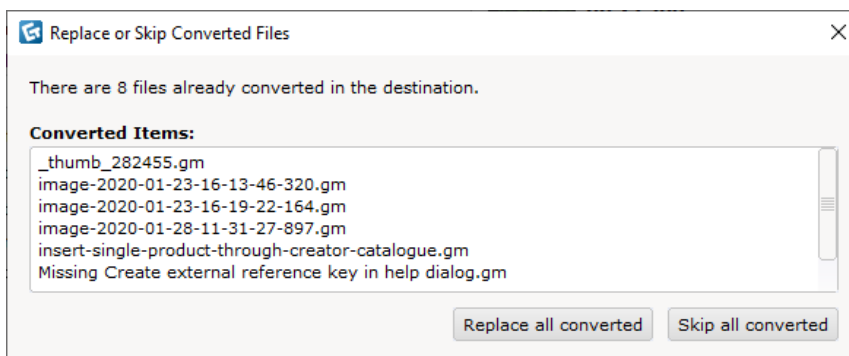 Replace or Skip Converted Files
There are 8 files already converted in the destination.
Converted Items:
_thumb_282455.gm
image-2020-01-23-16-13-46-320.gm
image-2020-01-23-16-19-22-164.gm
image-2020-01-28-11-31-27-897.gm
insert-single-product-through-creator-catalogue.gm
Missing Create external reference key in help dialog.gm
Replace all converted Skip all converted